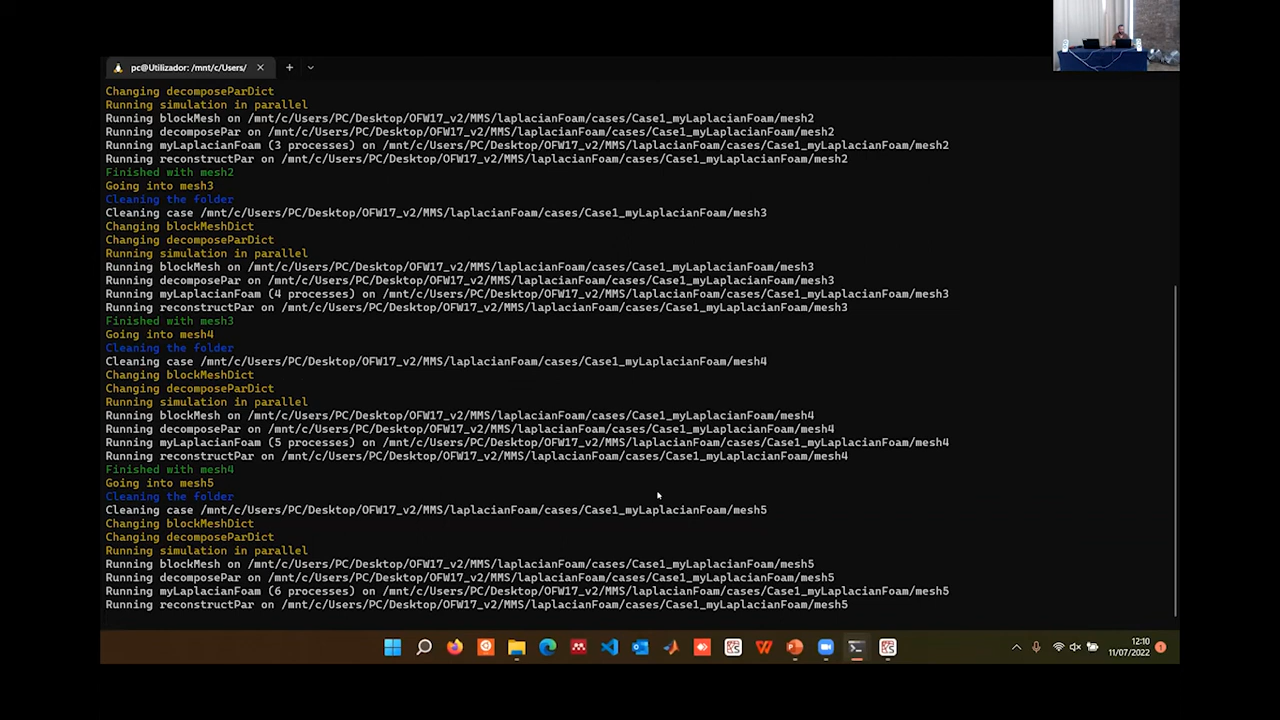 pc@Utilizador: /mnt/c/Users/
Changing decomposeParDict
Running simulation in parallel
Running blockMesh on /mnt/c/Users/PC/Desktop/OFW17_v2/MMS/laplacianFoam/cases/Case1_myLaplacianFoam/mesh2
Running decomposePar on /mnt/c/Users/PC/Desktop/OFW17_v2/MMS/laplacianFoam/cases/Case1_myLaplacianFoam/mesh2
Running myLaplacianFoam (3 processes) on /mnt/c/Users/PC/Desktop/OFW17_v2/MMS/laplacianFoam/cases/Case1_myLaplacianFoam/mesh2
Running reconstructPar on /mnt/c/Users/PC/Desktop/OFW17_v2/MMS/laplacianFoam/cases/Case1_myLaplacianFoam/mesh2
Finished with mesh2
Going into mesh3
Cleaning the folder
Cleaning case /mnt/c/Users/PC/Desktop/OFW17_v2/MMS/laplacianFoam/cases/Case1_myLaplacianFoam/mesh3
Changing blockMeshDict
Changing decomposeParDict
Running simulation in parallel
Running blockMesh on /mnt/c/Users/PC/Desktop/OFW17_v2/MMS/laplacianFoam/cases/Case1_myLaplacianFoam/mesh3
Running decomposePar on /mnt/c/Users/PC/Desktop/OFW17_v2/MMS/laplacianFoam/cases/Case1_myLaplacianFoam/mesh3
Running myLaplacianFoam (4 processes) on /mnt/c/Users/PC/Desktop/OFW17_v2/MMS/laplacianFoam/cases/Case1_myLaplacianFoam/mesh3
Running reconstructPar on /mnt/c/Users/PC/Desktop/OFW17_v2/MMS/laplacianFoam/cases/Case1_myLaplacianFoam/mesh3
Finished with mesh3
Going into mesh4
Cleaning the folder
Cleaning case /mnt/c/Users/PC/Desktop/OFW17_v2/MMS/laplacianFoam/cases/Case1_myLaplacianFoam/mesh4
Changing blockMeshDict
Changing decomposeParDict
Running simulation in parallel
Running blockMesh on /mnt/c/Users/PC/Desktop/OFW17_v2/MMS/laplacianFoam/cases/Case1_myLaplacianFoam/mesh4
Running decomposePar on /mnt/c/Users/PC/Desktop/OFW17_v2/MMS/laplacianFoam/cases/Case1_myLaplacianFoam/mesh4
Running myLaplacianFoam (5 processes) on /mnt/c/Users/PC/Desktop/OFW17_v2/MMS/laplacianFoam/cases/Case1_myLaplacianFoam/mesh4
Running reconstructPar on /mnt/c/Users/PC/Desktop/OFW17_v2/MMS/laplacianFoam/cases/Case1_myLaplacianFoam/mesh4
Finished with mesh4
Going into mesh5
Cleaning the folder
Cleaning case /mnt/c/Users/PC/Desktop/OFW17_v2/MMS/laplacianFoam/cases/Case1_myLaplacianFoam/mesh5
Changing blockMeshDict
Changing decomposeParDict
Running simulation in parallel
Running blockMesh on /mnt/c/Users/PC/Desktop/OFW17_v2/MMS/laplacianFoam/cases/Case1_myLaplacianFoam/mesh5
Running decomposePar on /mnt/c/Users/PC/Desktop/OFW17_v2/MMS/laplacianFoam/cases/Case1_myLaplacianFoam/mesh5
Running myLaplacianFoam (6 processes) on /mnt/c/Users/PC/Desktop/OFW17_v2/MMS/laplacianFoam/cases/Case1_myLaplacianFoam/mesh5
Running reconstructPar on /mnt/c/Users/PC/Desktop/OFW17_v2/MMS/laplacianFoam/cases/Case1_myLaplacianFoam/mesh5
12:10
11/07/2022
1